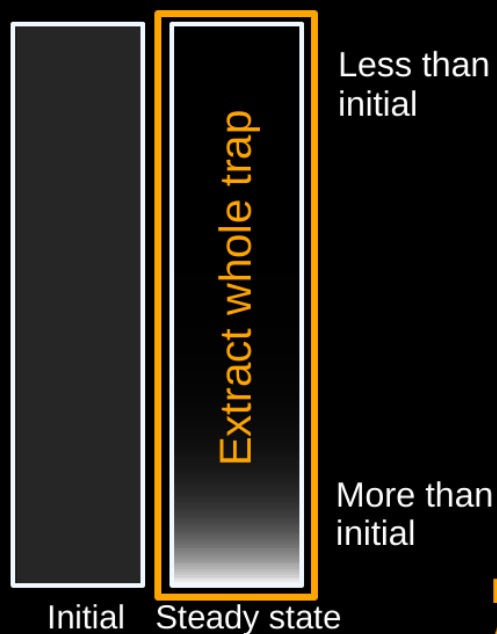 Less than
initial
Extract whole trap
More than
initial
Initial
Steady state